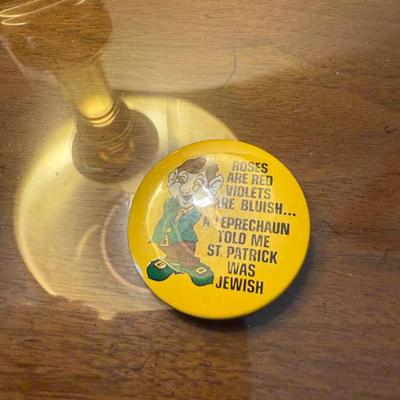 ROSES
ARE RED
VIOLETS
ARE BLUISH...
A LEPRECHAUN
TOLD ME
ST. PATRICK
WAS
JEWISH